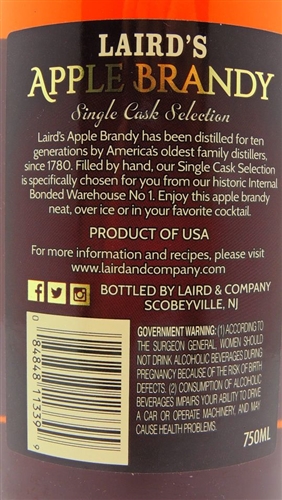 LAIRD'S
APPLE BRANDY
Single Cask Selection
Laird's Apple Brandy has been distilled for ten
generations by America's oldest family distillers,
since 1780. Filled by hand, our Single Cask Selection
is specifically chosen for you from our historic Internal
Bonded Warehouse No 1. Enjoy this apple brandy
neat, over ice or in your favorite cocktail.
PRODUCT OF USA
For more information and recipes, please visit
www.lairdandcompany.com
BOTTLED BY LAIRD & COMPANY
SCOBEYVILLE, NJ
GOVERNMENT WARNING: (1) ACCORDING TO
THE SURGEON GENERAL, WOMEN SHOULD
NOT DRINK ALCOHOLIC BEVERAGES DURING
PREGNANCY BECAUSE OF THE RISK OF BIRTH
DEFECTS. (2) CONSUMPTION OF ALCOHOLIC
BEVERAGES IMPAIRS YOUR ABILITY TO DRIVE
A CAR OR OPERATE MACHINERY, AND MAY
CAUSE HEALTH PROBLEMS.
750ML
0 84848 11339 9